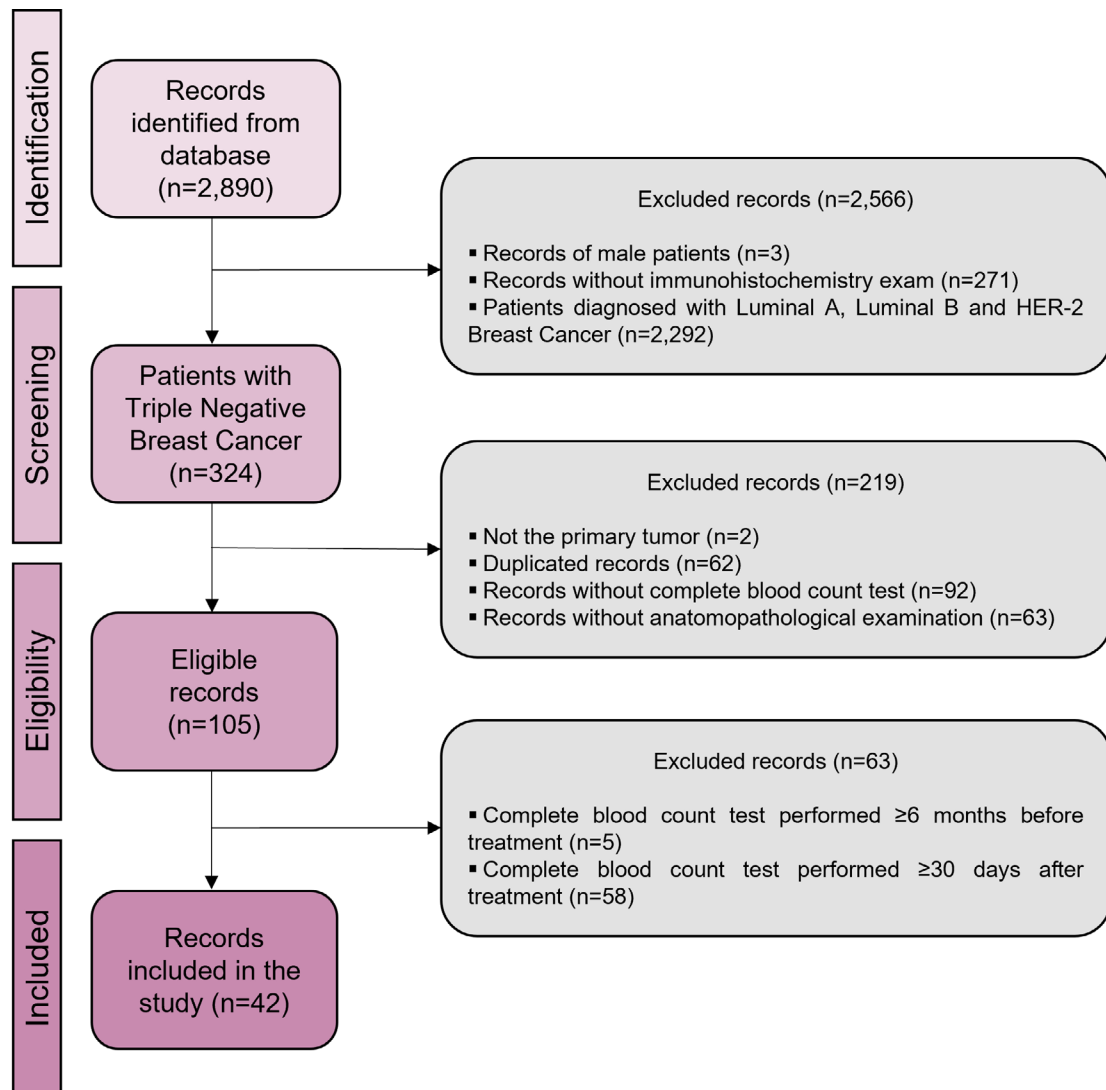 Identification
Records
identified from
database
(n=2,890)
Excluded records (n=2,566)
▪ Records of male patients (n=3)
▪ Records without immunohistochemistry exam (n=271)
▪ Patients diagnosed with Luminal A, Luminal B and HER-2
Breast Cancer (n=2,292)
Screening
Patients with
Triple Negative
Breast Cancer
(n=324)
Excluded records (n=219)
▪ Not the primary tumor (n=2)
▪ Duplicated records (n=62)
▪ Records without complete blood count test (n=92)
▪ Records without anatomopathological examination (n=63)
Eligibility
Eligible
records
(n=105)
Excluded records (n=63)
▪ Complete blood count test performed ≥6 months before
treatment (n=5)
▪ Complete blood count test performed ≥30 days after
treatment (n=58)
Included
Records
included in the
study (n=42)